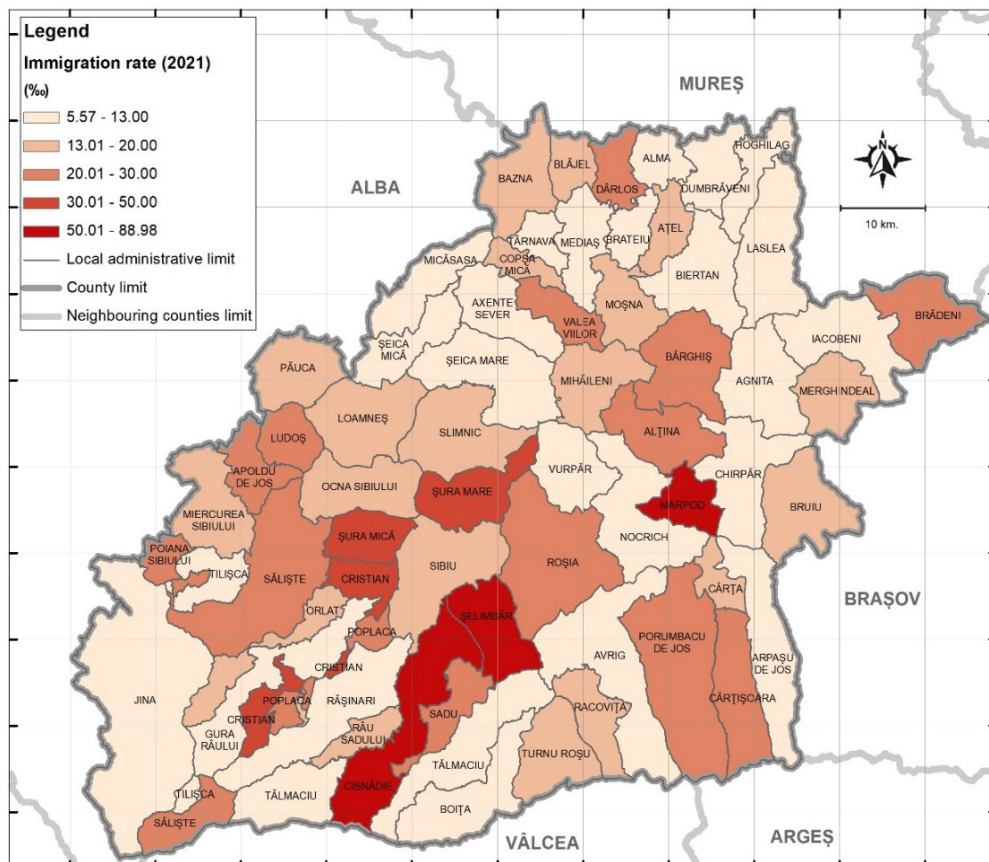 Legend
Immigration rate (2021)
(‰)
5.57 - 13.00
13.01 - 20.00
20.01 - 30.00
30.01 - 50.00
50.01 - 88.98
Local administrative limit
County limit
Neighbouring counties limit
MUREȘ
N
10 km.
ALBA
HOGHILAG
ALMA
BLĂJEL
BAZNA
DÂRLOS
DUMBRĂVENI
AȚEL
TÂRNAVA
MEDIAȘ
BRATEIU
LASLEA
MICĂSASA
COPȘA
MICĂ
BIERTAN
AXENTE
SEVER
MOȘNA
VALEA
VIILOR
BRĂDENI
IACOBENI
ŞEICA
MICĂ
ŞEICA MARE
BÂRGHIȘ
PĂUCA
MIHĂILENI
AGNITA
MERGHINDEAL
LOAMNEȘ
SLIMNIC
ALȚINA
LUDOȘ
APOLDU
DE JOS
VURPĂR
CHIRPĂR
OCNA SIBIULUI
ŞURA MARE
MARPOD
BRUIU
MIERCUREA
SIBIULUI
ŞURA MICĂ
NOCRICH
POIANA
SIBIULUI
TILIȘCA
SĂLIȘTE
CRISTIAN
SIBIU
ROȘIA
CÂRȚA
BRAȘOV
ORLAT
POPLACA
ŞELIMBĂR
CRISTIAN
AVRIG
PORUMBACU
DE JOS
ARPAȘU
DE JOS
JINA
POPLACA
RĂȘINARI
CÂRȚIȘOARA
CRISTIAN
SADU
RACOVIȚĂ
GURA
RÂULUI
RÂU
SADULUI
TURNU ROȘU
TĂLMACIU
CISNĂDIE
TILIȘCA
TĂLMACIU
BOIȚA
SĂLIȘTE
VÂLCEA
ARGEȘ